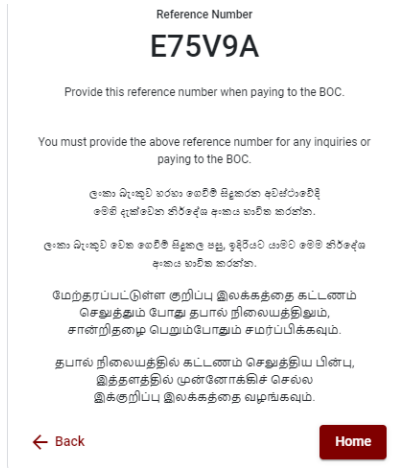 Reference Number
E75V9A
Provide this reference number when paying to the BOC.
You must provide the above reference number for any inquiries or
paying to the BOC.
ලංකා බැංකුව හරහා ගෙවීම් සිදුකරන අවස්ථාවේදී
මෙහි දැක්වෙන නිර්දේශ අංකය භාවිත කරන්න.
ලංකා බැංකුව වෙත ගෙවීම් සිදුකල පසු, ඉදිරියට යාමට මෙම නිර්දේශ
අංකය භාවිත කරන්න.
மேற்தரப்பட்டுள்ள குறிப்பு இலக்கத்தை கட்டணம்
செலுத்தும் போது தபால் நிலையத்திலும்,
சான்றிதழை பெறும்போதும் சமர்ப்பிக்கவும்.
தபால் நிலையத்தில் கட்டணம் செலுத்திய பின்பு,
இத்தளத்தில் முன்னோக்கிச் செல்ல
இக்குறிப்பு இலக்கத்தை வழங்கவும்.
← Back
Home